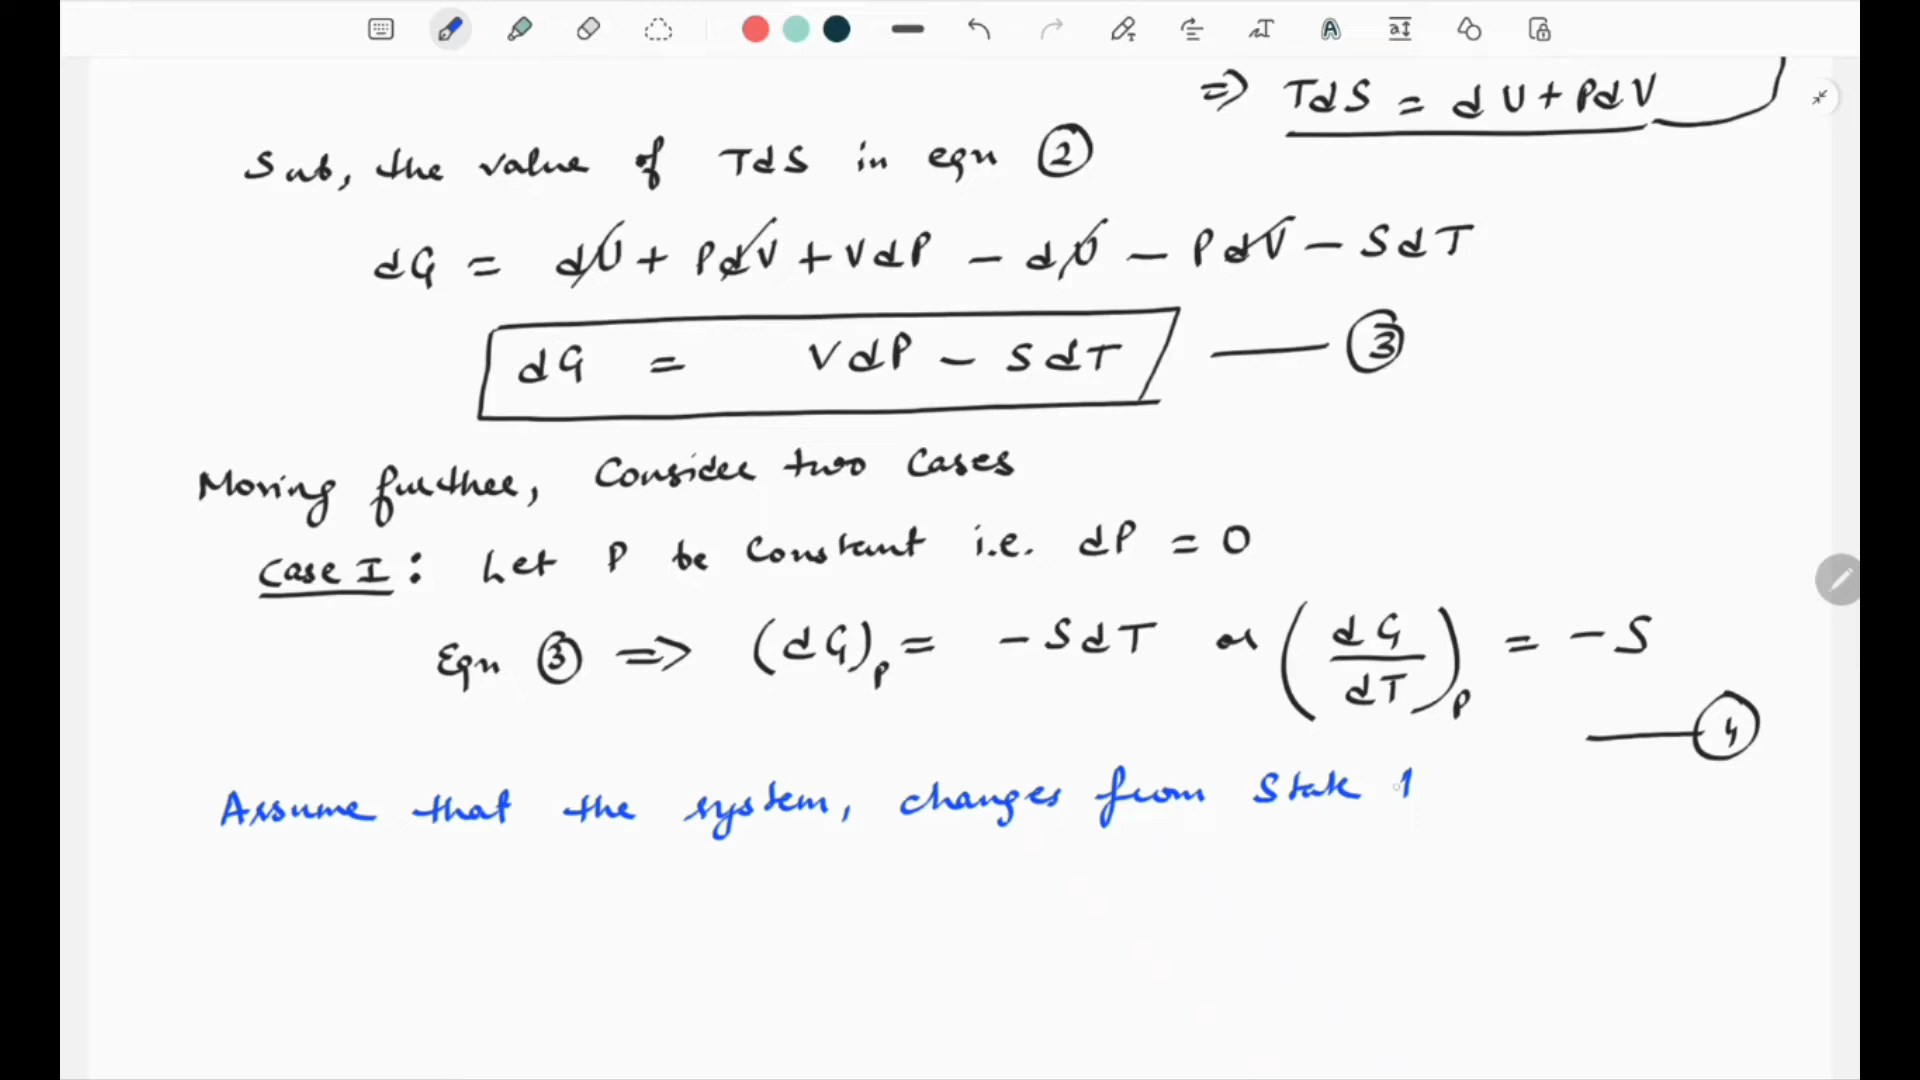 => TdS = dU + PdV
Sub, the value of TdS in eqn ②
dG = dU + PdV + VdP - dU - PdV - SdT
dG = VdP - SdT —— ③
Moving further, Consider two Cases
Case I : Let P be Constant i.e. dP = 0
Eqn ③ => (dG)_P = - SdT or (dG/dT)_P = - S
—— ④
Assume that the system, changes from State 1